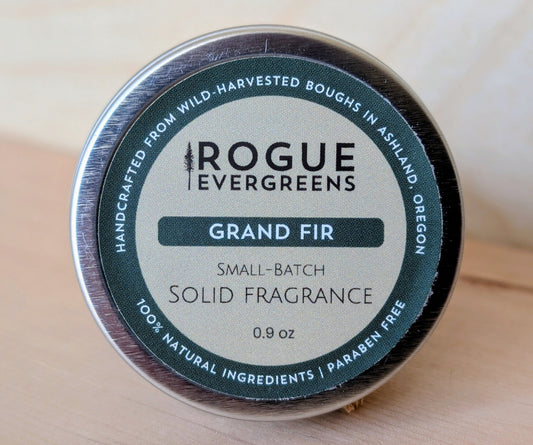 HANDCRAFTED FROM WILD-HARVESTED BOUGHS IN ASHLAND, OREGON
ROGUE
EVERGREENS
GRAND FIR
Small-Batch
Solid fragrance
0.9 oz
100% NATURAL INGREDIENTS | PARABEN FREE